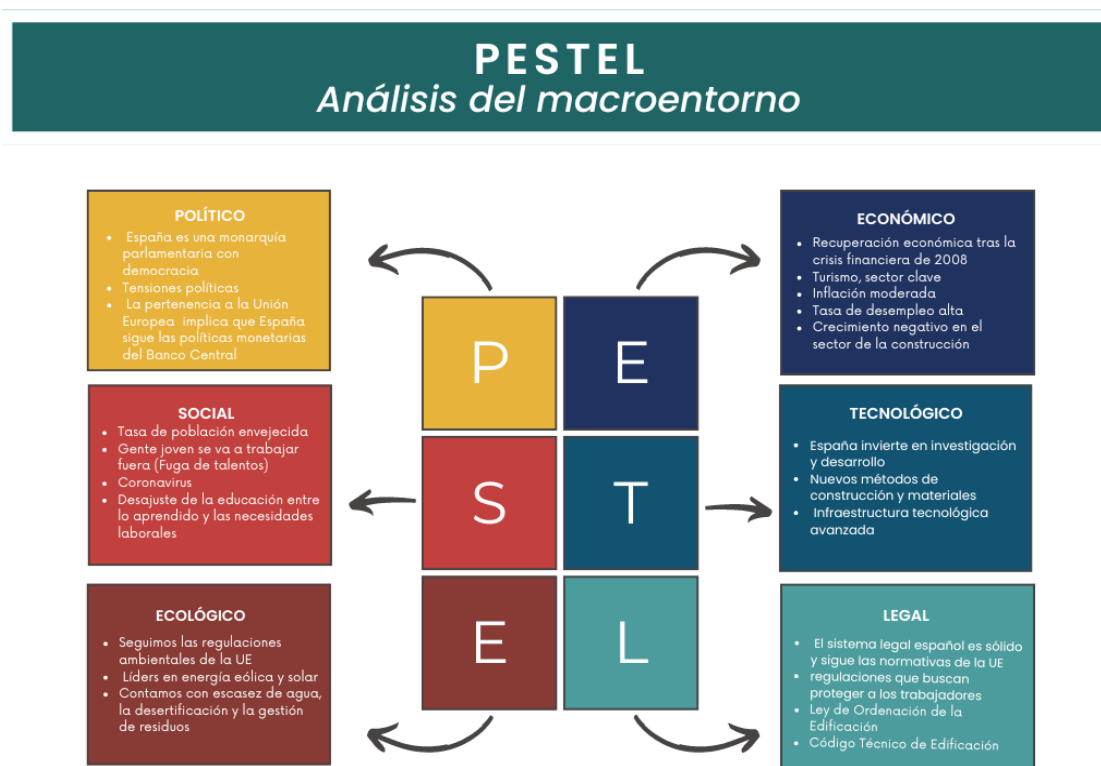 PESTEL
Análisis del macroentorno
POLÍTICO
• España es una monarquía
parlamentaria con
democracia
• Tensiones políticas
• La pertenencia a la Unión
Europea implica que España
sigue las políticas monetarias
del Banco Central
ECONÓMICO
• Recuperación económica tras la
crisis financiera de 2008
• Turismo, sector clave
• Inflación moderada
• Tasa de desempleo alta
• Crecimiento negativo en el
sector de la construcción
P
E
SOCIAL
• Tasa de población envejecida
• Gente joven se va a trabajar
fuera (Fuga de talentos)
• Coronavirus
• Desajuste de la educación entre
lo aprendido y las necesidades
laborales
S
T
TECNOLÓGICO
• España invierte en investigación
y desarrollo
• Nuevos métodos de
construcción y materiales
• Infraestructura tecnológica
avanzada
ECOLÓGICO
• Seguimos las regulaciones
ambientales de la UE
• Líders en energía eólica y solar
• Contamos con escasez de agua,
la desertificación y la gestión
de residuos
E
L
LEGAL
• El sistema legal español es sólido
y sigue las normativas de la UE
• regulaciones que buscan
proteger a los trabajadores
• Ley de Ordenación de la
Edificación
• Código Técnico de Edificación